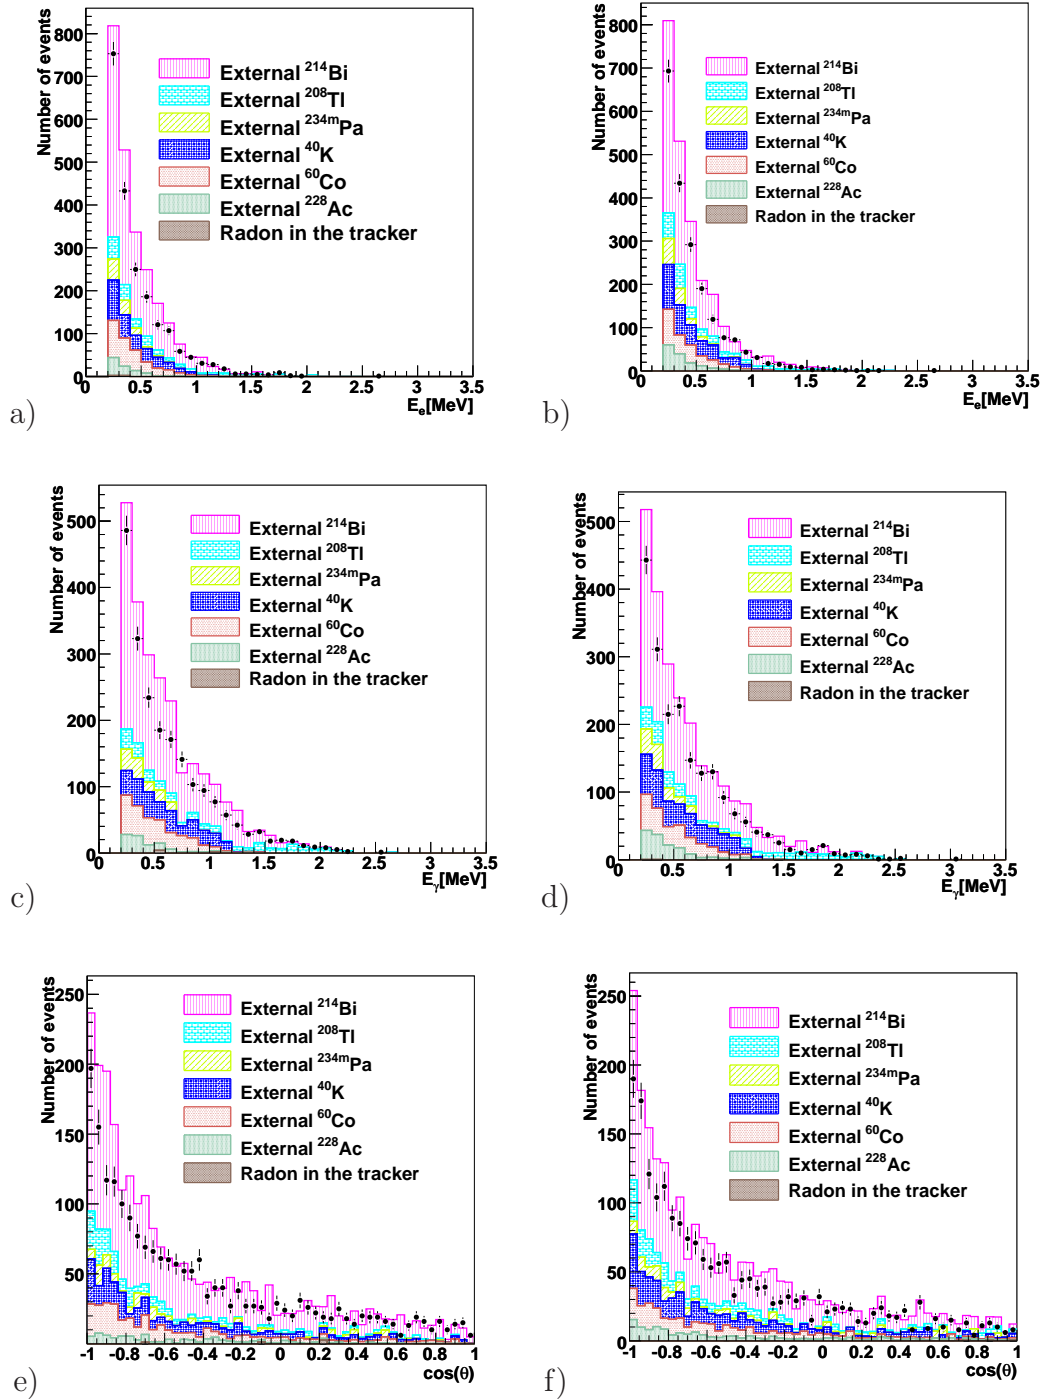 Number of events
800
700
600
500
400
300
200
100
0
0
0.5
1
1.5
2
2.5
3
3.5
E_e[MeV]
External ²¹⁴Bi
External ²⁰⁸Tl
External ²³⁴ᵐPa
External ⁴⁰K
External ⁶⁰Co
External ²²⁸Ac
Radon in the tracker
a)
Number of events
800
700
600
500
400
300
200
100
0
0
0.5
1
1.5
2
2.5
3
3.5
E_e[MeV]
External ²¹⁴Bi
External ²⁰⁸Tl
External ²³⁴ᵐPa
External ⁴⁰K
External ⁶⁰Co
External ²²⁸Ac
Radon in the tracker
b)
Number of events
500
400
300
200
100
0
0
0.5
1
1.5
2
2.5
3
3.5
E_γ[MeV]
External ²¹⁴Bi
External ²⁰⁸Tl
External ²³⁴ᵐPa
External ⁴⁰K
External ⁶⁰Co
External ²²⁸Ac
Radon in the tracker
c)
Number of events
500
400
300
200
100
0
0
0.5
1
1.5
2
2.5
3
3.5
E_γ[MeV]
External ²¹⁴Bi
External ²⁰⁸Tl
External ²³⁴ᵐPa
External ⁴⁰K
External ⁶⁰Co
External ²²⁸Ac
Radon in the tracker
d)
Number of events
250
200
150
100
50
-1
-0.8
-0.6
-0.4
-0.2
0
0.2
0.4
0.6
0.8
1
cos(θ)
External ²¹⁴Bi
External ²⁰⁸Tl
External ²³⁴ᵐPa
External ⁴⁰K
External ⁶⁰Co
External ²²⁸Ac
Radon in the tracker
e)
Number of events
250
200
150
100
50
0
-1
-0.8
-0.6
-0.4
-0.2
0
0.2
0.4
0.6
0.8
1
cos(θ)
External ²¹⁴Bi
External ²⁰⁸Tl
External ²³⁴ᵐPa
External ⁴⁰K
External ⁶⁰Co
External ²²⁸Ac
Radon in the tracker
f)